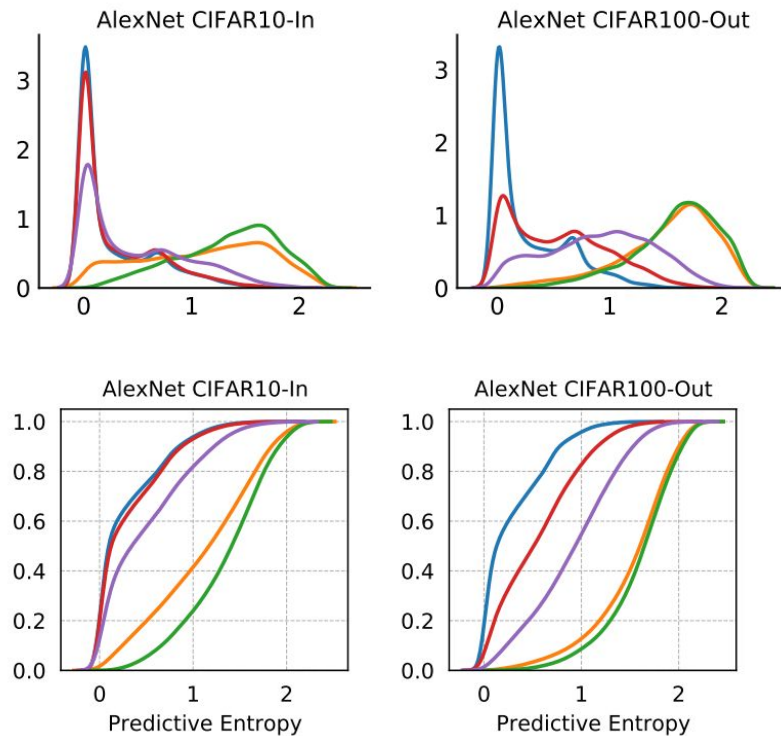 AlexNet CIFAR10-In
AlexNet CIFAR100-Out
3
2
1
0
0 1 2
3
2
1
0
0 1 2
AlexNet CIFAR10-In
AlexNet CIFAR100-Out
1.0
0.8
0.6
0.4
0.2
0.0
0 1 2
Predictive Entropy
1.0
0.8
0.6
0.4
0.2
0.0
0 1 2
Predictive Entropy